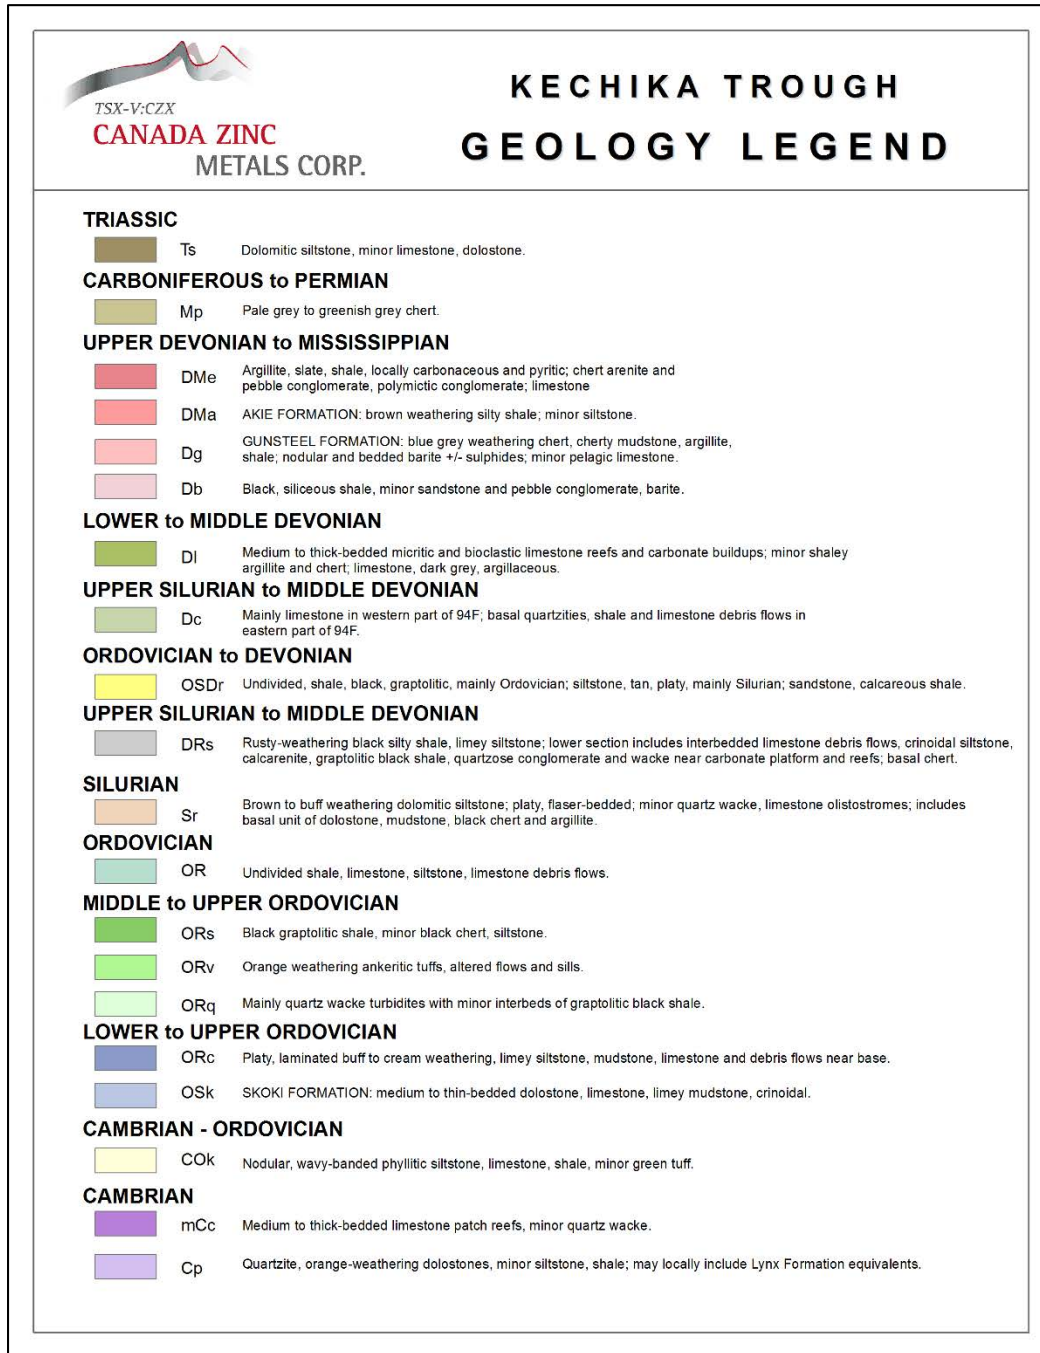 TSX-V:CZX
CANADA ZINC
METALS CORP.
KECHIKA TROUGH
GEOLOGY LEGEND
TRIASSIC
Ts Dolomitic siltstone, minor limestone, dolostone.
CARBONIFEROUS to PERMIAN
Mp Pale grey to greenish grey chert.
UPPER DEVONIAN to MISSISSIPPIAN
DMe Argillite, slate, shale, locally carbonaceous and pyritic; chert arenite and
pebble conglomerate, polymictic conglomerate; limestone
DMa AKIE FORMATION: brown weathering silty shale; minor siltstone.
Dg GUNSTEEL FORMATION: blue grey weathering chert, cherty mudstone, argillite,
shale; nodular and bedded barite +/- sulphides; minor pelagic limestone.
Db Black, siliceous shale, minor sandstone and pebble conglomerate, barite.
LOWER to MIDDLE DEVONIAN
Dl Medium to thick-bedded micritic and bioclastic limestone reefs and carbonate buildups; minor shaley
argillite and chert; limestone, dark grey, argillaceous.
UPPER SILURIAN to MIDDLE DEVONIAN
Dc Mainly limestone in western part of 94F; basal quartzities, shale and limestone debris flows in
eastern part of 94F.
ORDOVICIAN to DEVONIAN
OSDr Undivided, shale, black, graptolitic, mainly Ordovician; siltstone, tan, platy, mainly Silurian; sandstone, calcareous shale.
UPPER SILURIAN to MIDDLE DEVONIAN
DRs Rusty-weathering black silty shale, limey siltstone; lower section includes interbedded limestone debris flows, crinoidal siltstone,
calcarenite, graptolitic black shale, quartzose conglomerate and wacke near carbonate platform and reefs; basal chert.
SILURIAN
Sr Brown to buff weathering dolomitic siltstone; platy, flaser-bedded; minor quartz wacke, limestone olistostromes; includes
basal unit of dolostone, mudstone, black chert and argillite.
ORDOVICIAN
OR Undivided shale, limestone, siltstone, limestone debris flows.
MIDDLE to UPPER ORDOVICIAN
ORs Black graptolitic shale, minor black chert, siltstone.
ORv Orange weathering ankeritic tuffs, altered flows and sills.
ORq Mainly quartz wacke turbidites with minor interbeds of graptolitic black shale.
LOWER to UPPER ORDOVICIAN
ORc Platy, laminated buff to cream weathering, limey siltstone, mudstone, limestone and debris flows near base.
OSk SKOKI FORMATION: medium to thin-bedded dolostone, limestone, limey mudstone, crinoidal.
CAMBRIAN - ORDOVICIAN
COk Nodular, wavy-banded phyllitic siltstone, limestone, shale, minor green tuff.
CAMBRIAN
mCc Medium to thick-bedded limestone patch reefs, minor quartz wacke.
Cp Quartzite, orange-weathering dolostones, minor siltstone, shale; may locally include Lynx Formation equivalents.